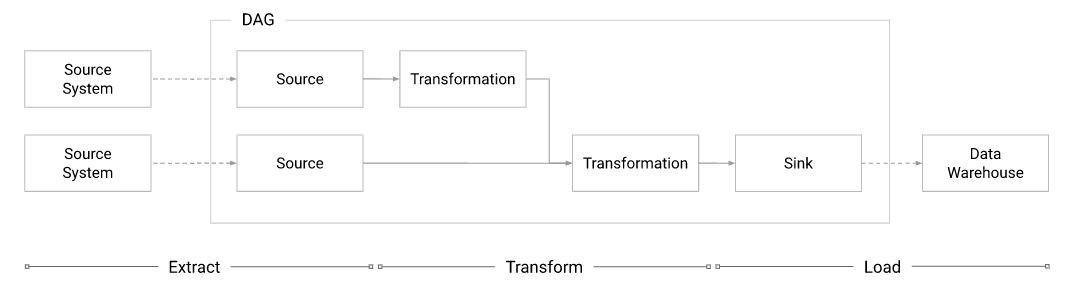 DAG
Source
System
Source
Transformation
Source
System
Source
Transformation
Sink
Data
Warehouse
Extract
Transform
Load